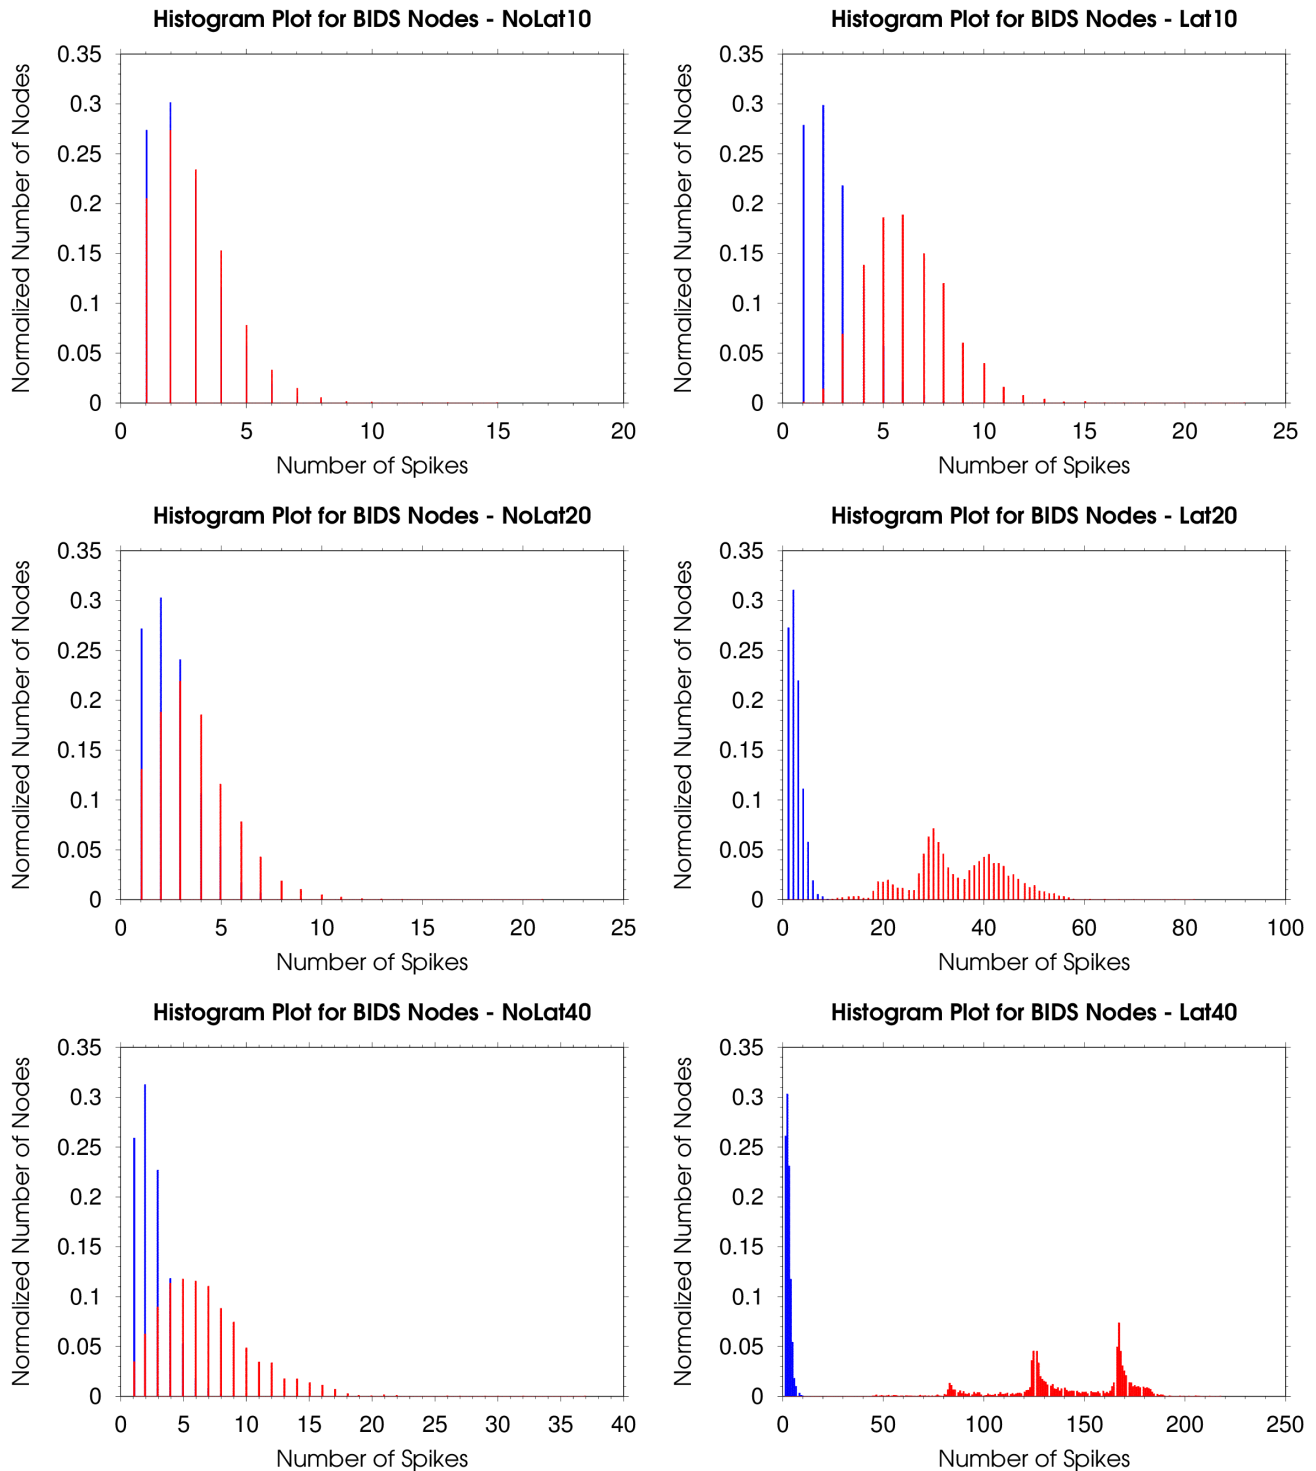 Histogram Plot for BIDS Nodes - NoLat10
Normalized Number of Nodes
0.35
0.3
0.25
0.2
0.15
0.1
0.05
0
0 5 10 15 20
Number of Spikes
Histogram Plot for BIDS Nodes - Lat10
Normalized Number of Nodes
0.35
0.3
0.25
0.2
0.15
0.1
0.05
0
0 5 10 15 20 25
Number of Spikes
Histogram Plot for BIDS Nodes - NoLat20
Normalized Number of Nodes
0.35
0.3
0.25
0.2
0.15
0.1
0.05
0
0 5 10 15 20 25
Number of Spikes
Histogram Plot for BIDS Nodes - Lat20
Normalized Number of Nodes
0.35
0.3
0.25
0.2
0.15
0.1
0.05
0
0 20 40 60 80 100
Number of Spikes
Histogram Plot for BIDS Nodes - NoLat40
Normalized Number of Nodes
0.35
0.3
0.25
0.2
0.15
0.1
0.05
0
0 5 10 15 20 25 30 35 40
Number of Spikes
Histogram Plot for BIDS Nodes - Lat40
Normalized Number of Nodes
0.35
0.3
0.25
0.2
0.15
0.1
0.05
0
0 50 100 150 200 250
Number of Spikes